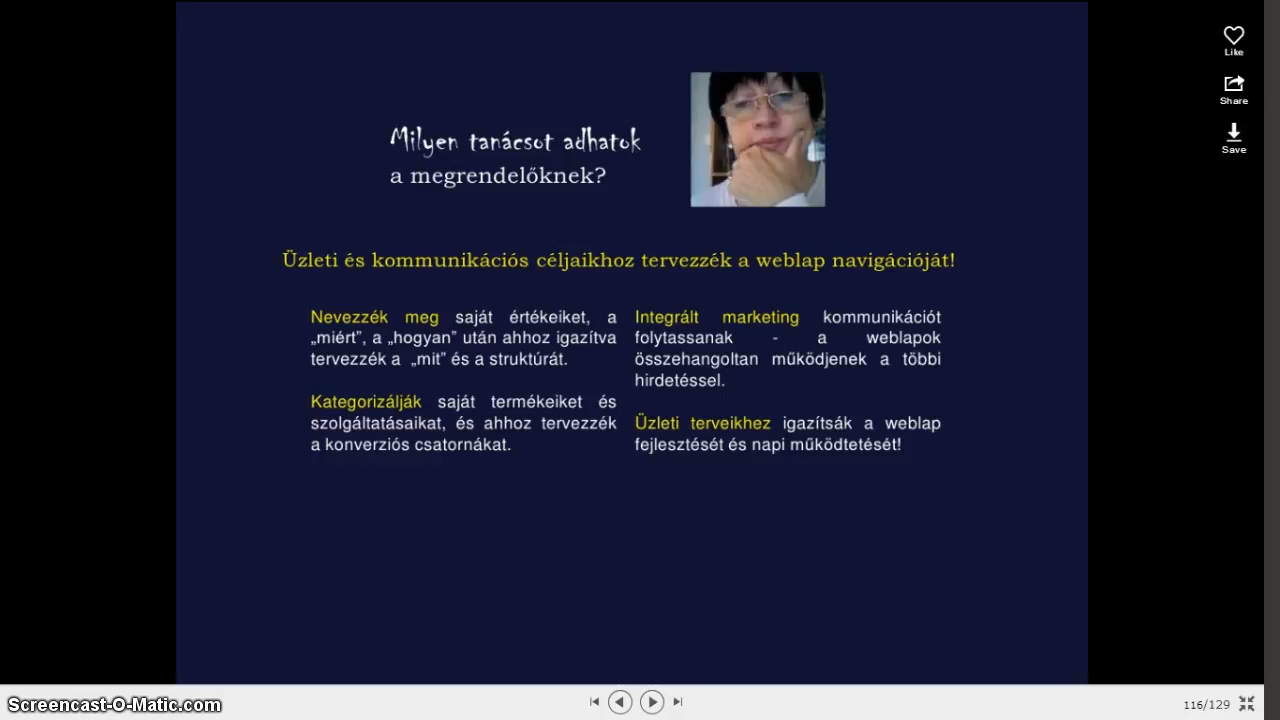 Milyen tanácsot adhatok
a megrendelőknek?
Üzleti és kommunikációs céljaikhoz tervezzék a weblap navigációját!
Nevezzék meg saját értékeiket, a
„miért”, a „hogyan” után ahhoz igazítva
tervezzék a „mit” és a struktúrát.
Kategorizálják saját termékeiket és
szolgáltatásaikat, és ahhoz tervezzék
a konverziós csatornákat.
Integrált marketing kommunikációt
folytassanak - a weblapok
összehangoltan működjenek a többi
hirdetéssel.
Üzleti terveikhez igazítsák a weblap
fejlesztését és napi működtetését!
Like
Share
Save
Screencast-O-Matic.com
116/129